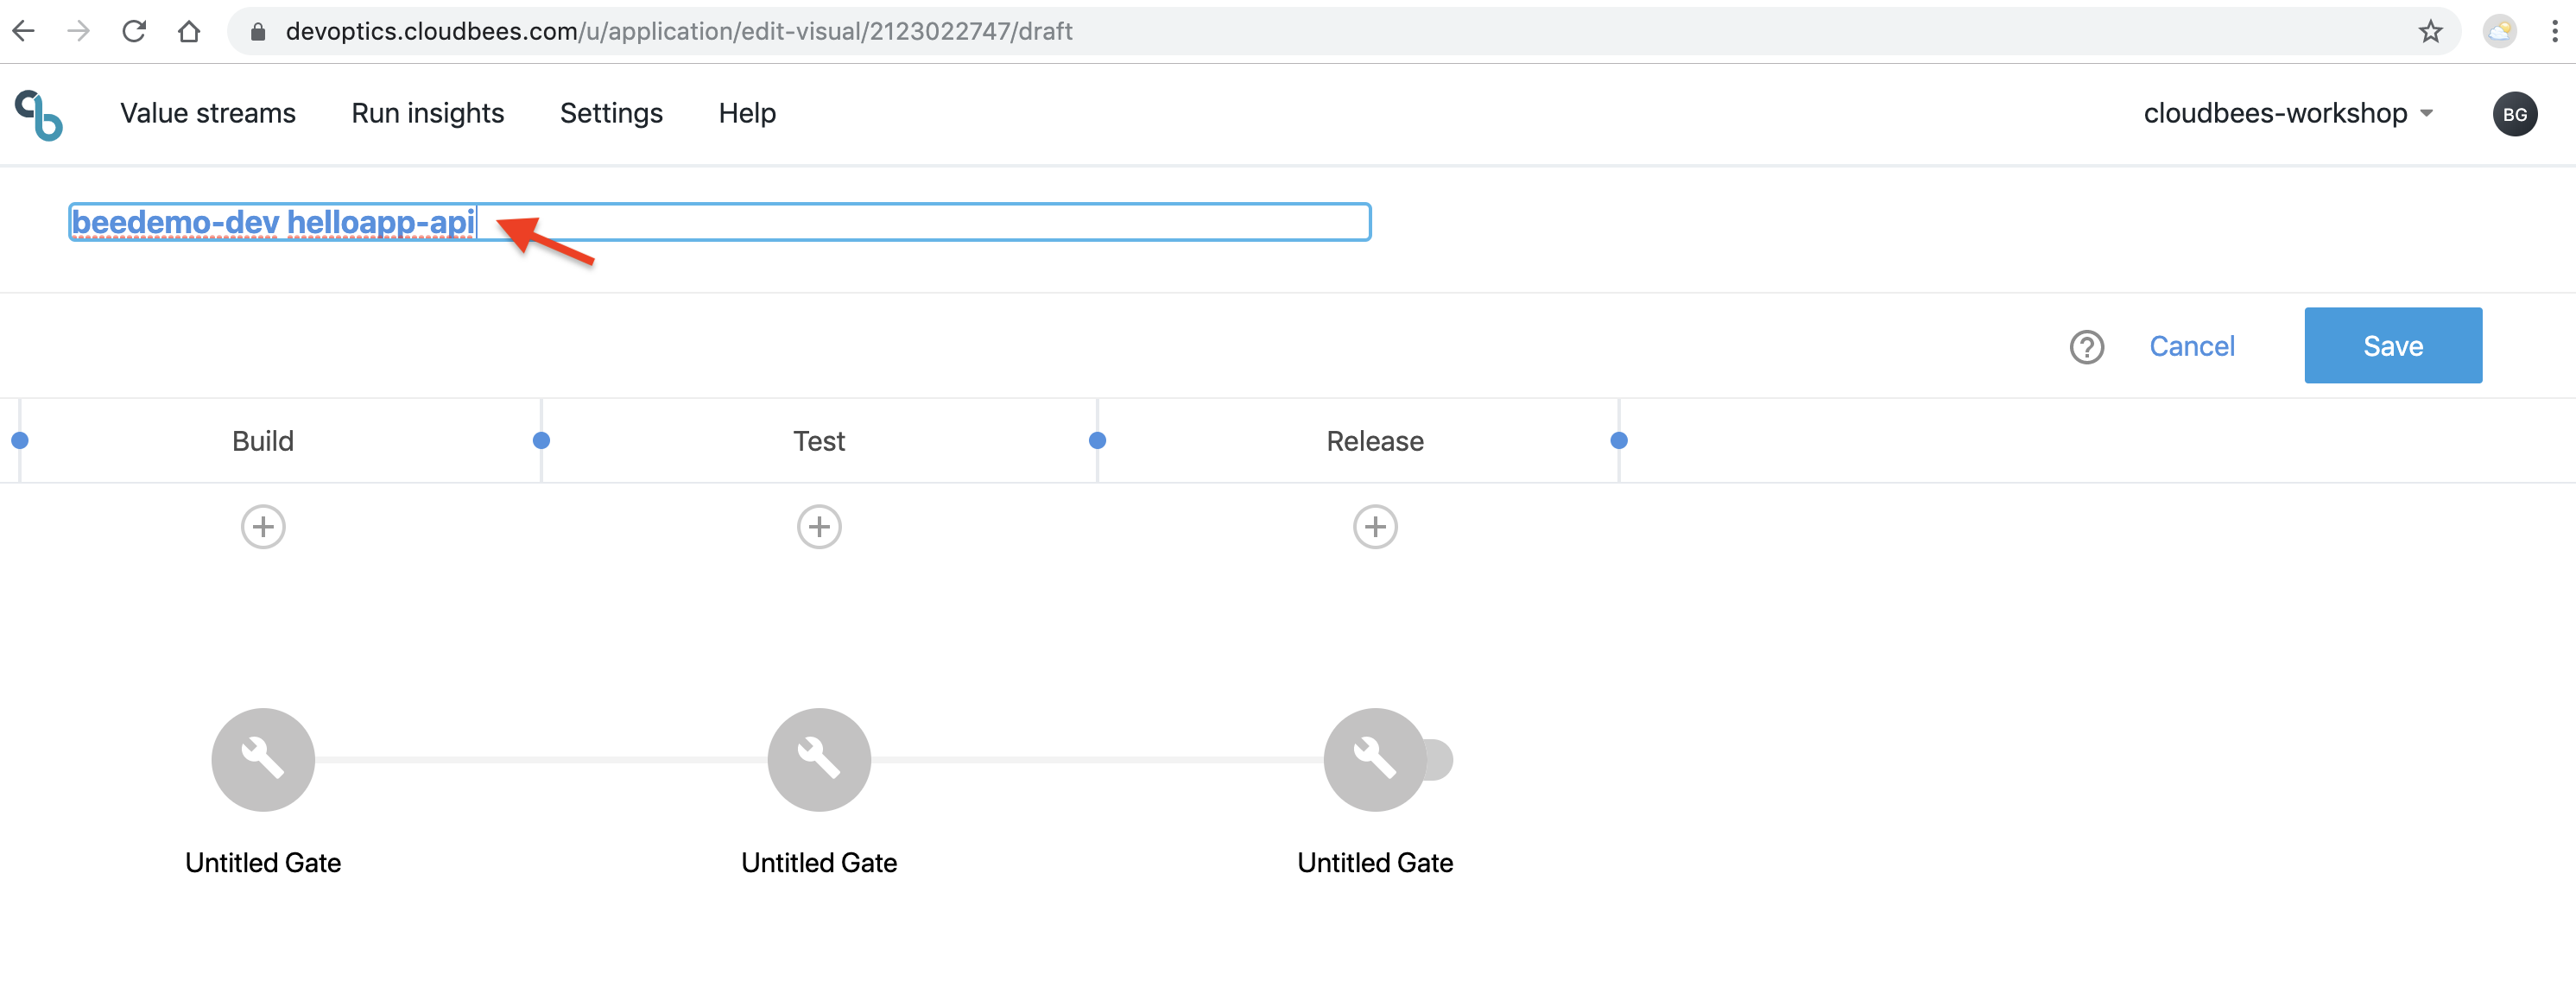 devoptics.cloudbees.com/u/application/edit-visual/2123022747/draft
Value streams Run insights Settings Help cloudbees-workshop BG
beedemo-dev helloapp-api
? Cancel Save
Build Test Release
Untitled Gate Untitled Gate Untitled Gate